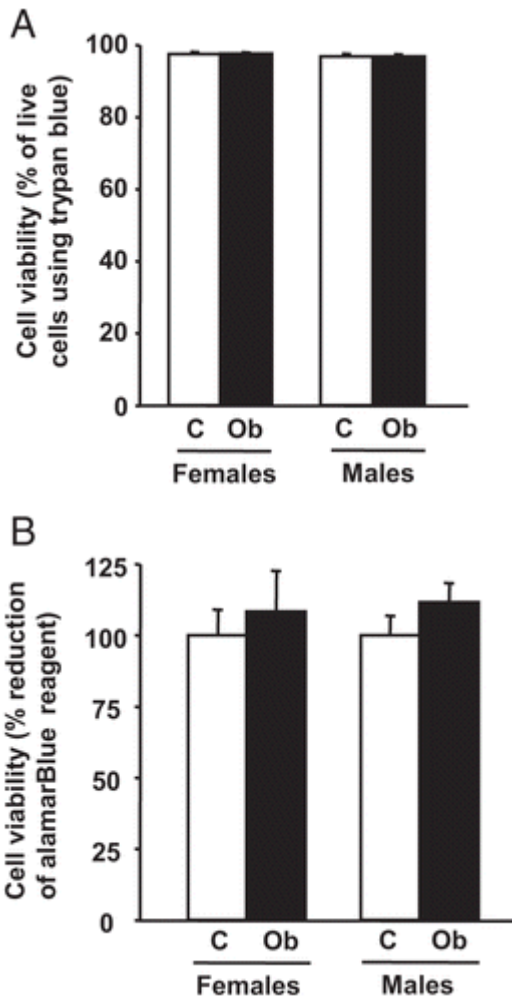 A
Cell viability (% of live
cells using trypan blue)
100
80
60
40
20
0
C Ob C Ob
Females Males
B
Cell viability (% reduction
of alamarBlue reagent)
125
100
75
50
25
0
C Ob C Ob
Females Males